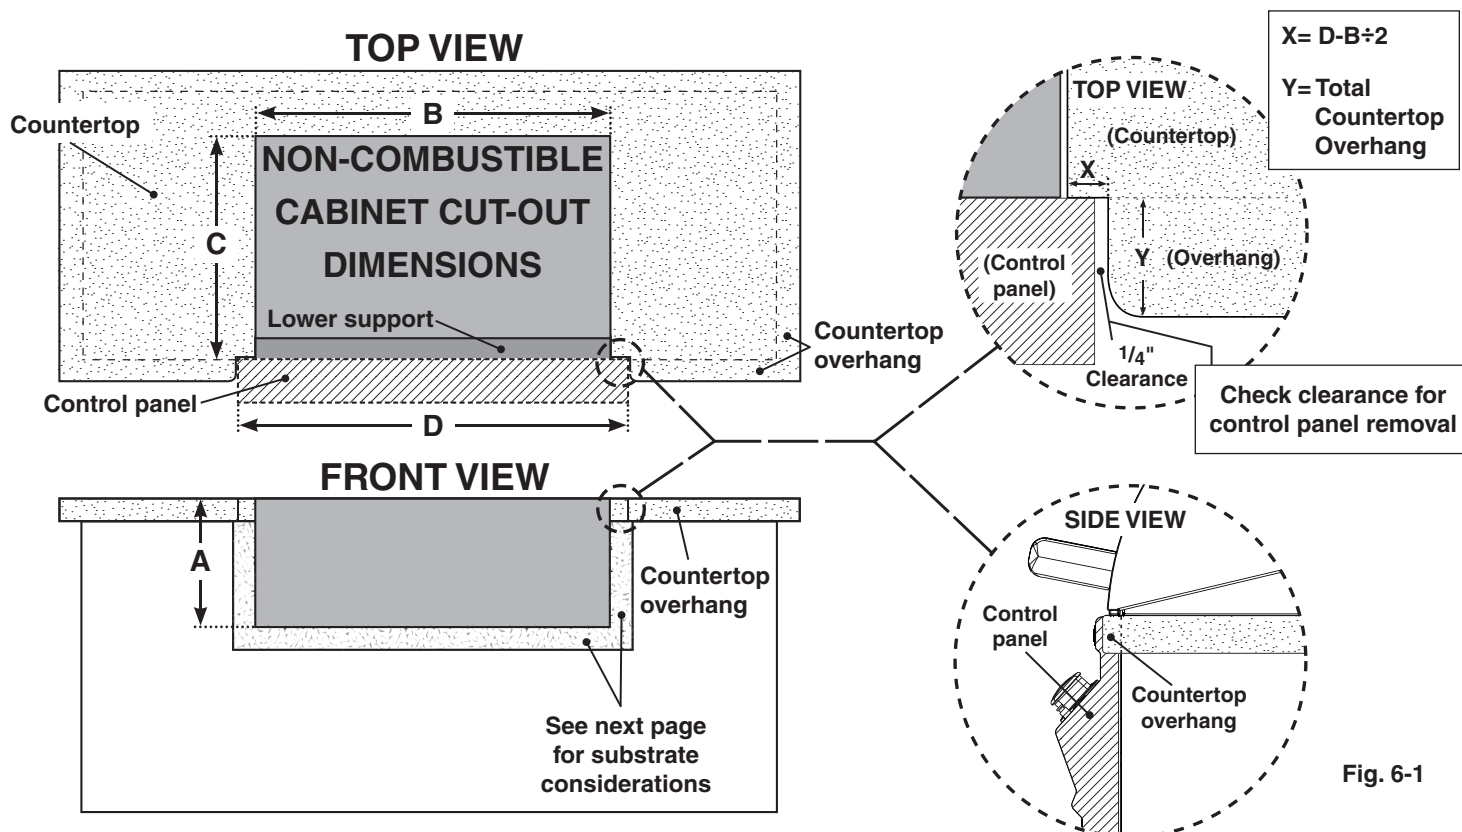 TOP VIEW
Countertop
B
NON-COMBUSTIBLE
CABINET CUT-OUT
DIMENSIONS
C
Lower support
Countertop
overhang
Control panel
D
X= D-B÷2
Y= Total
Countertop
Overhang
TOP VIEW
(Countertop)
X
(Control
panel)
Y (Overhang)
1/4"
Clearance
Check clearance for
control panel removal
FRONT VIEW
A
Countertop
overhang
See next page
for substrate
considerations
SIDE VIEW
Control
panel
Countertop
overhang
Fig. 6-1